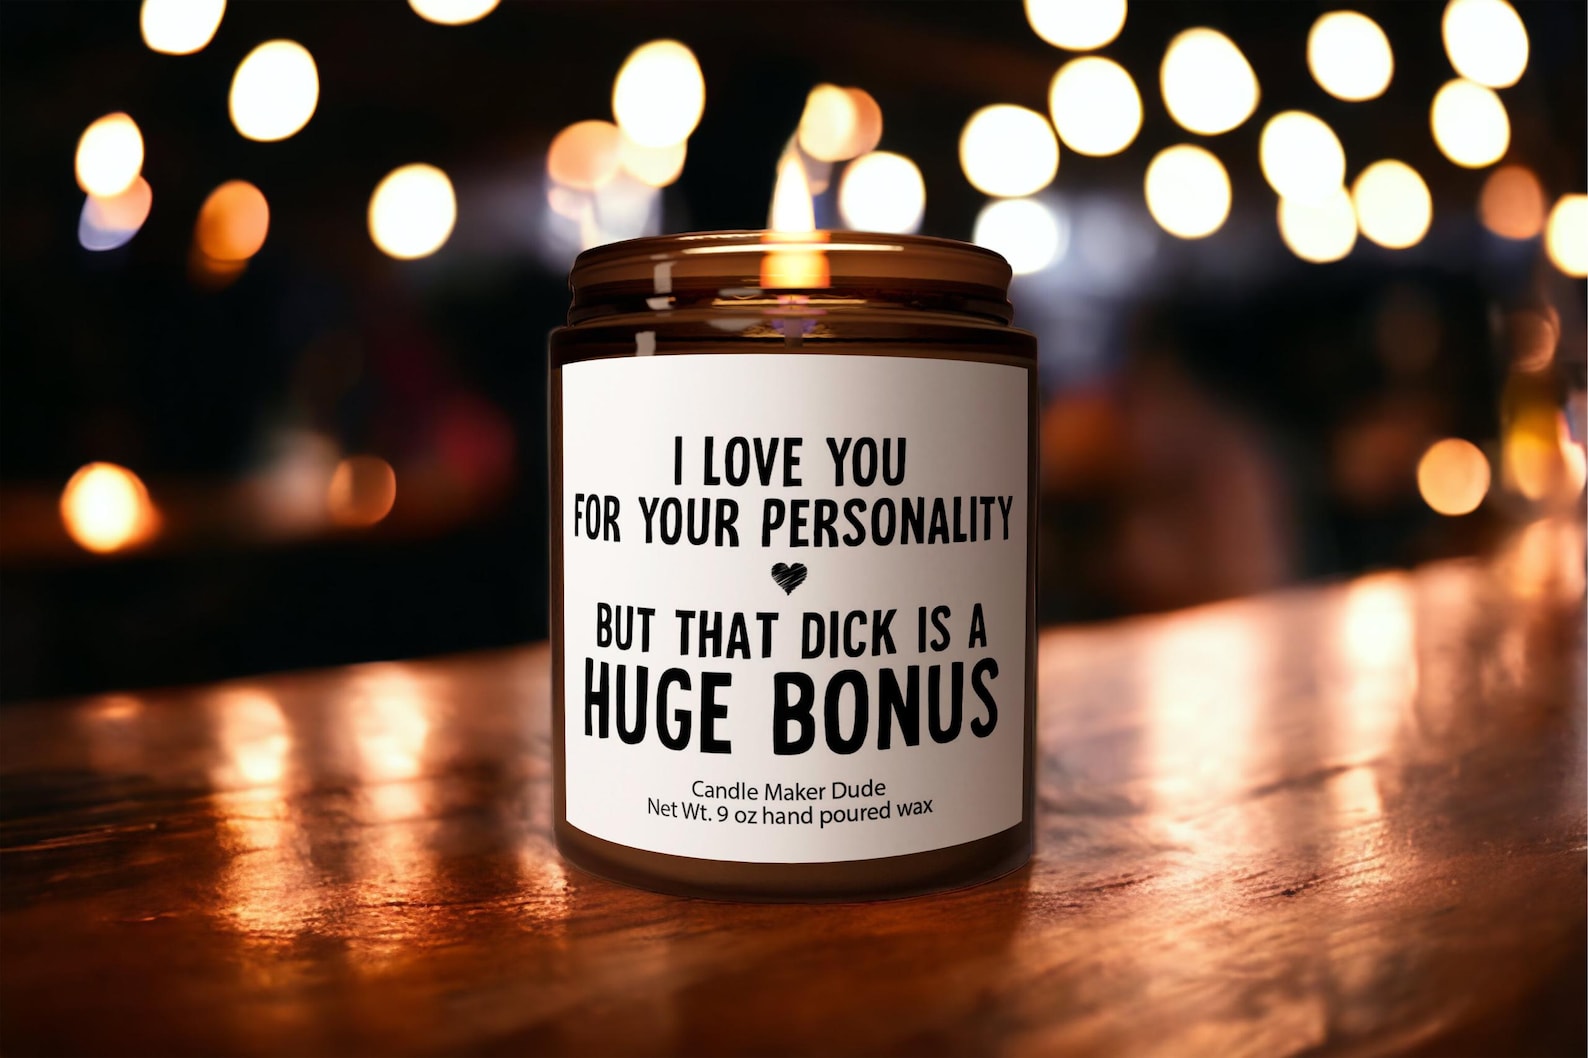 I LOVE YOU
FOR YOUR PERSONALITY
BUT THAT DICK IS A
HUGE BONUS
Candle Maker Dude
Net Wt. 9 oz hand poured wax